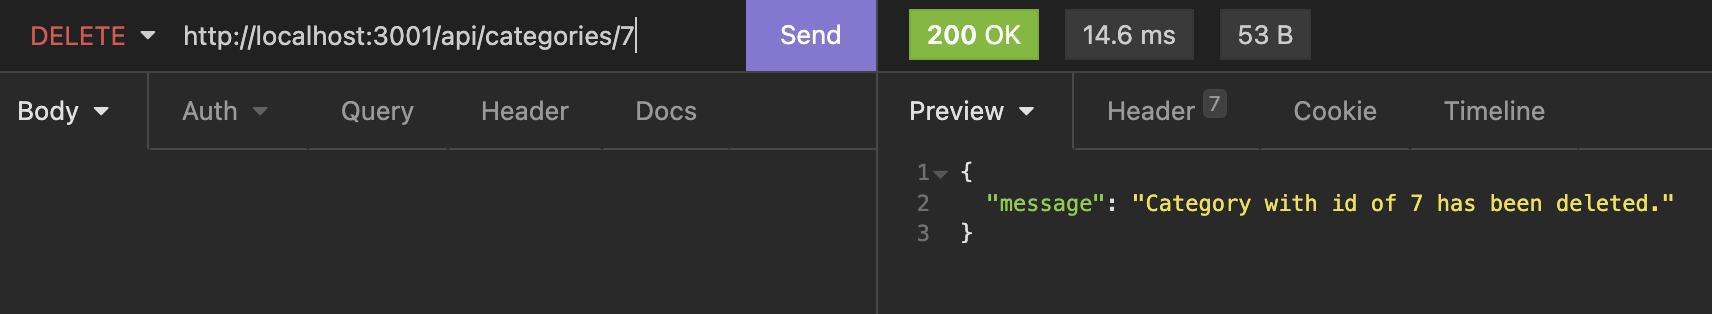 DELETE http://localhost:3001/api/categories/7 Send 200 OK 14.6 ms 53 B
Body Auth Query Header Docs Preview Header 7 Cookie Timeline
1 {
2 "message": "Category with id of 7 has been deleted."
3 }